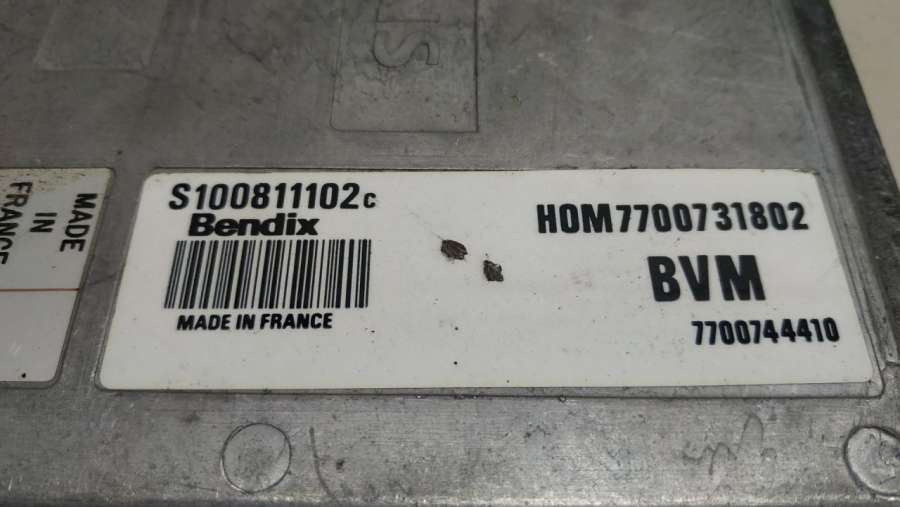 MADE
IN
FRANCE
S100811102c
Bendix
MADE IN FRANCE
HOM7700731802
BVM
7700744410